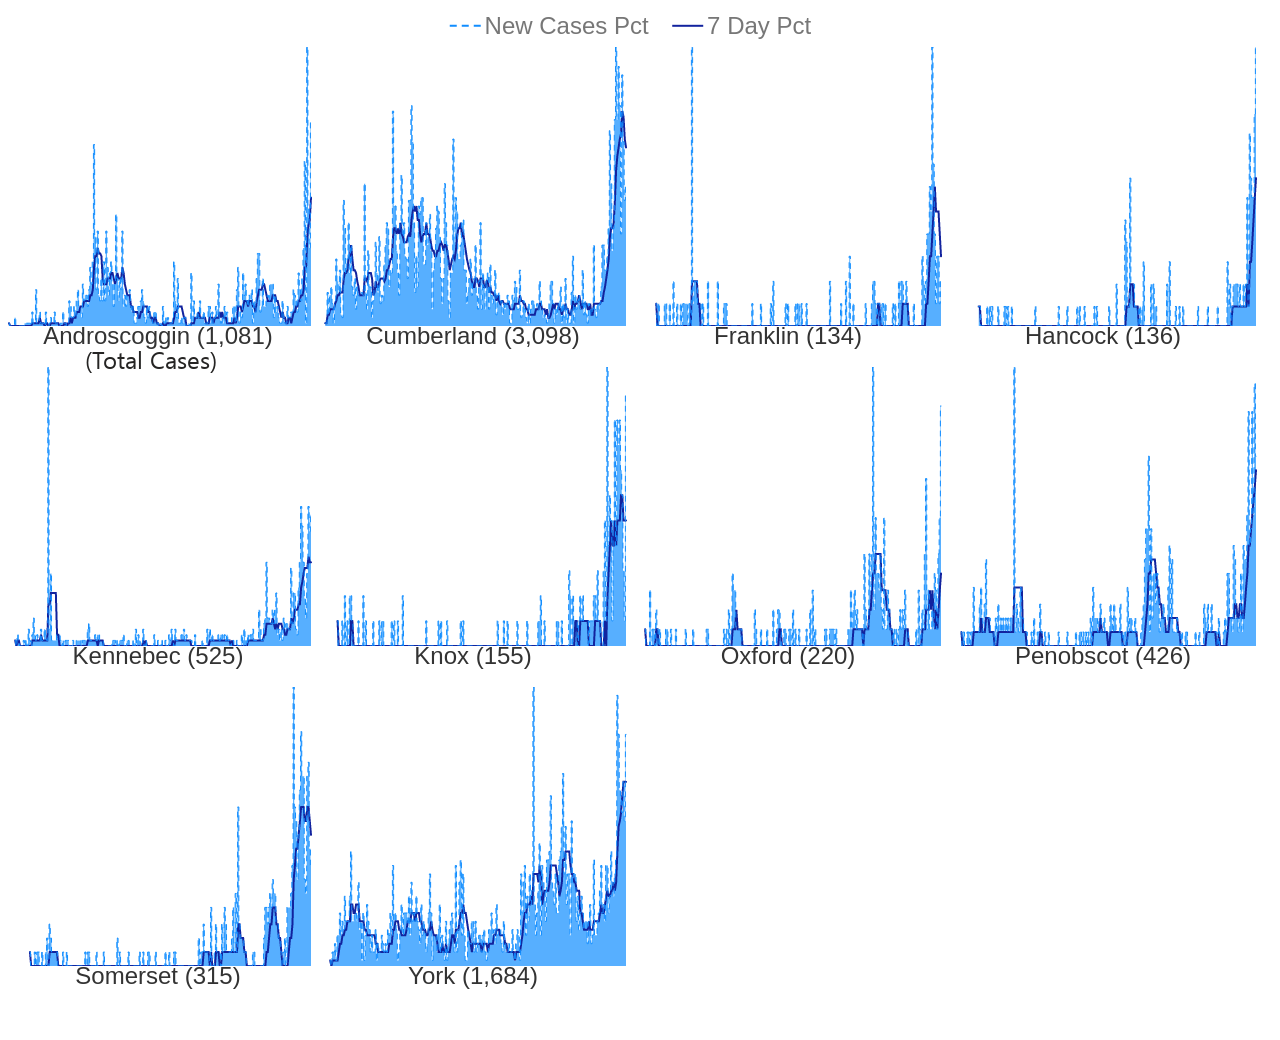 New Cases Pct 7 Day Pct
Androscoggin (1,081) Cumberland (3,098) Franklin (134) Hancock (136)
(Total Cases)
Kennebec (525) Knox (155) Oxford (220) Penobscot (426)
Somerset (315) York (1,684)